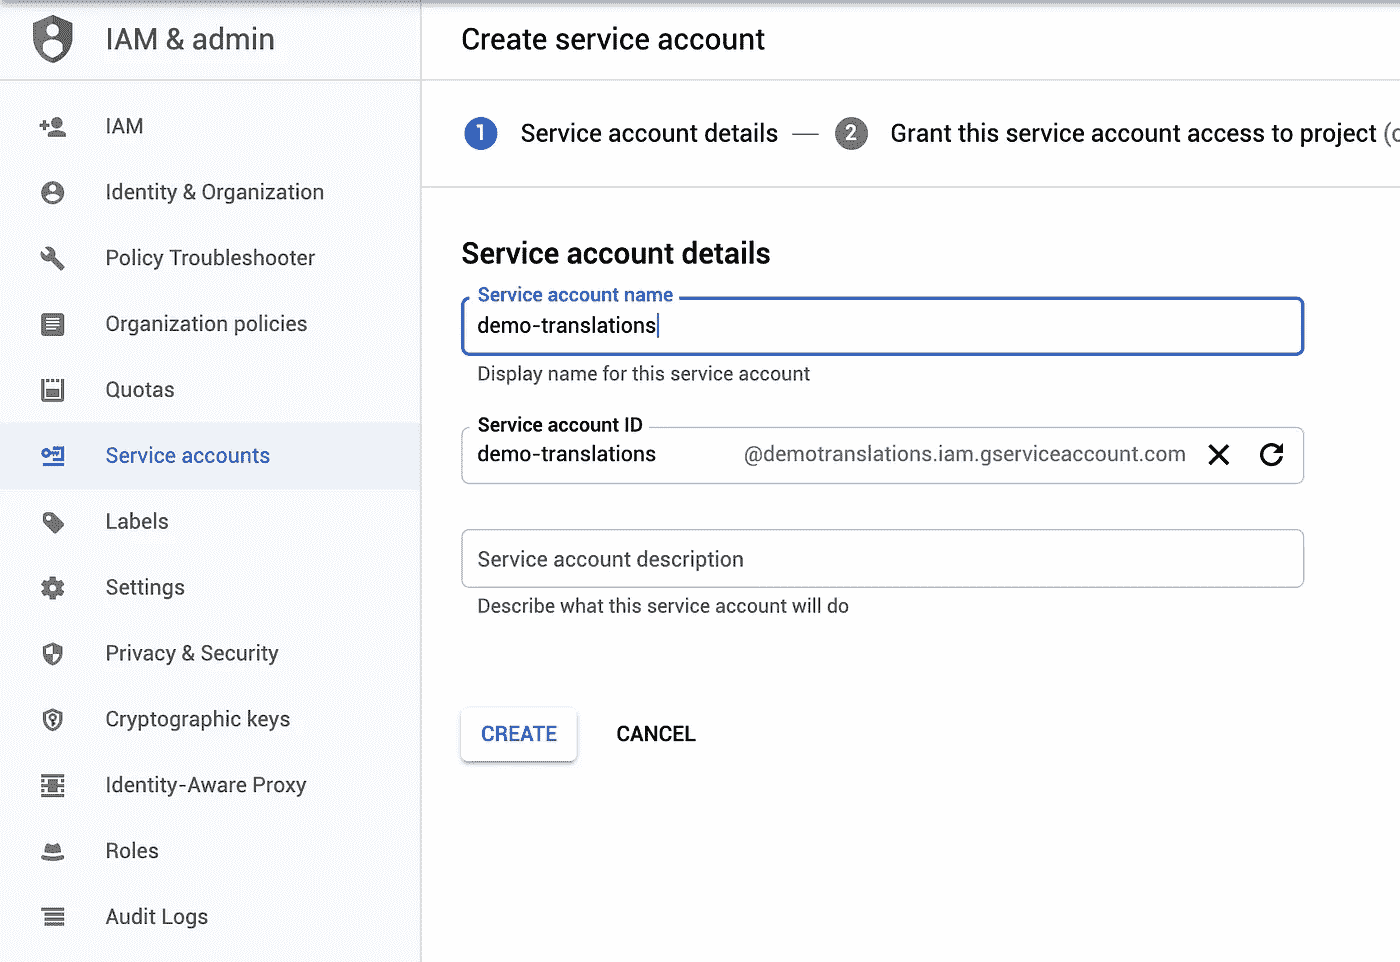 IAM & admin
IAM
Identity & Organization
Policy Troubleshooter
Organization policies
Quotas
Service accounts
Labels
Settings
Privacy & Security
Cryptographic keys
Identity-Aware Proxy
Roles
Audit Logs
Create service account
1 Service account details — 2 Grant this service account access to project
Service account details
Service account name
demo-translations
Display name for this service account
Service account ID
demo-translations @demotranslations.iam.gserviceaccount.com
Service account description
Describe what this service account will do
CREATE CANCEL